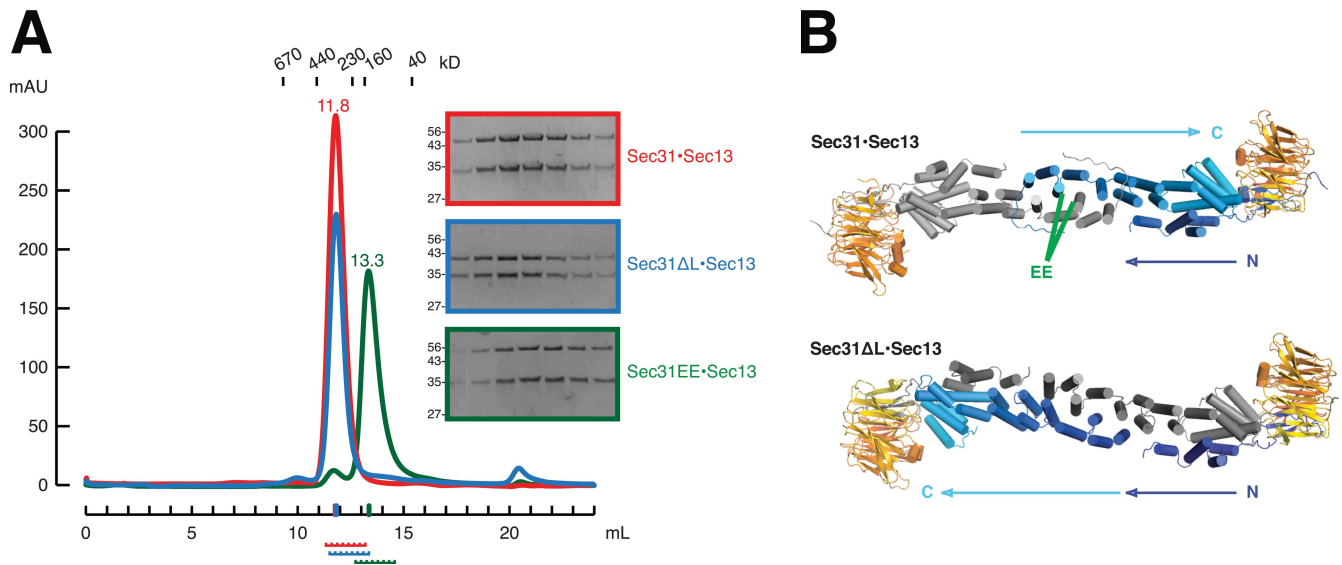 A
B
670 440 230 160 40 kD
mAU
11.8
300
250
200
150
100
50
0
13.3
56-
43-
35-
27-
Sec31•Sec13
56-
43-
35-
27-
Sec31ΔL•Sec13
56-
43-
35-
27-
Sec31EE•Sec13
0 5 10 15 20 mL
Sec31•Sec13
C
EE
N
Sec31ΔL•Sec13
C
N